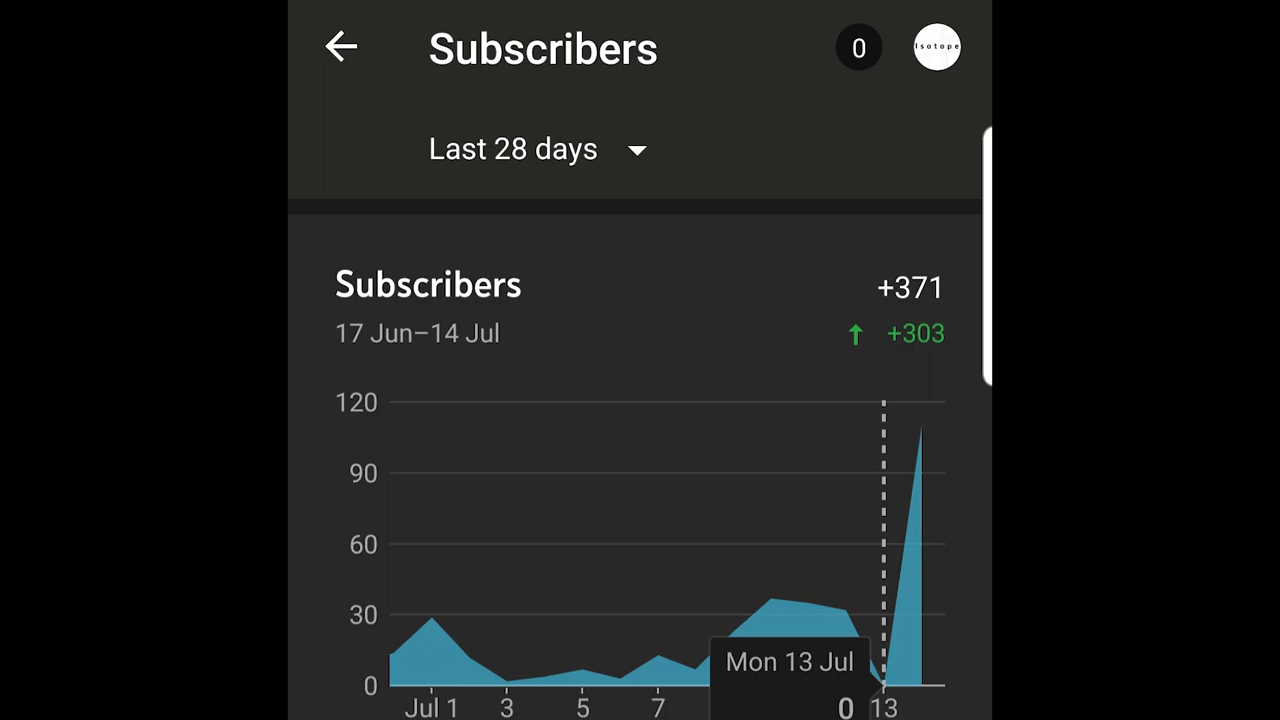 Subscribers
0
Isotope
Last 28 days
Subscribers
+371
17 Jun–14 Jul
↑ +303
120
90
60
30
0
Mon 13 Jul
0
Jul 1 3 5 7 13